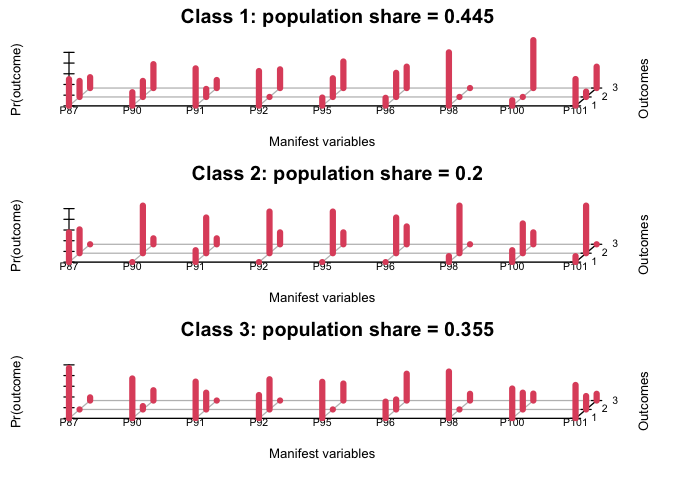 Class 1: population share = 0.445
Pr(outcome)
P87 P90 P91 P92 P95 P96 P98 P100 P101
1 2 3
Outcomes
Manifest variables
Class 2: population share = 0.2
Pr(outcome)
P87 P90 P91 P92 P95 P96 P98 P100 P101
1 2 3
Outcomes
Manifest variables
Class 3: population share = 0.355
Pr(outcome)
P87 P90 P91 P92 P95 P96 P98 P100 P101
1 2 3
Outcomes
Manifest variables